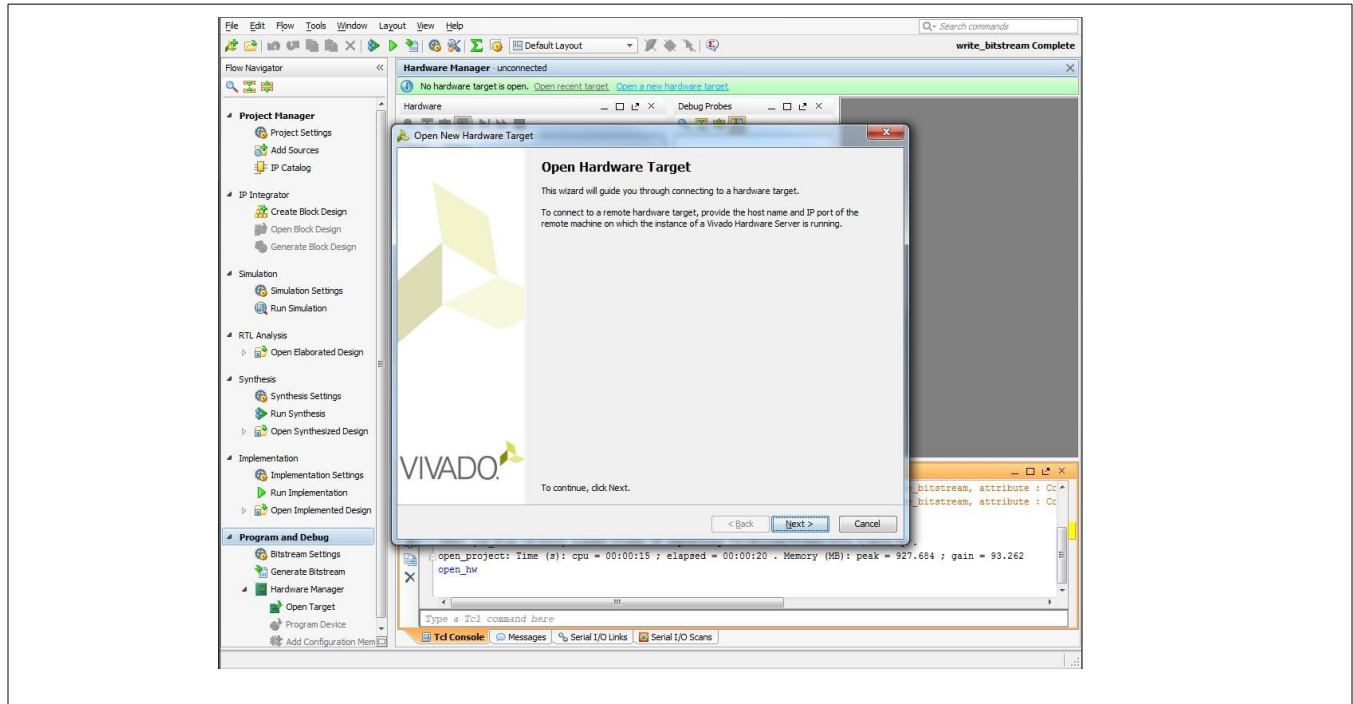 File Edit Flow Tools Window Layout View Help
Q- Search commands
Default Layout
write_bitstream Complete
Flow Navigator
Hardware Manager - unconnected
No hardware target is open. Open recent target Open a new hardware target
Hardware
Debug Probes
Project Manager
Project Settings
Add Sources
IP Catalog
IP Integrator
Create Block Design
Open Block Design
Generate Block Design
Simulation
Simulation Settings
Run Simulation
RTL Analysis
Open Elaborated Design
Synthesis
Synthesis Settings
Run Synthesis
Open Synthesized Design
Implementation
Implementation Settings
Run Implementation
Open Implemented Design
Program and Debug
Bitstream Settings
Generate Bitstream
Hardware Manager
Open Target
Program Device
Add Configuration Mem
Open New Hardware Target
Open Hardware Target
This wizard will guide you through connecting to a hardware target.
To connect to a remote hardware target, provide the host name and IP port of the
remote machine on which the instance of a Vivado Hardware Server is running.
VIVADO.
To continue, click Next.
< Back Next > Cancel
_bitstream, attribute : Co
_bitstream, attribute : Co
open_project: Time (s): cpu = 00:00:15 ; elapsed = 00:00:20 . Memory (MB): peak = 927.684 ; gain = 93.262
open_hw
Type a Tcl command here
Tcl Console Messages Serial I/O Links Serial I/O Scans